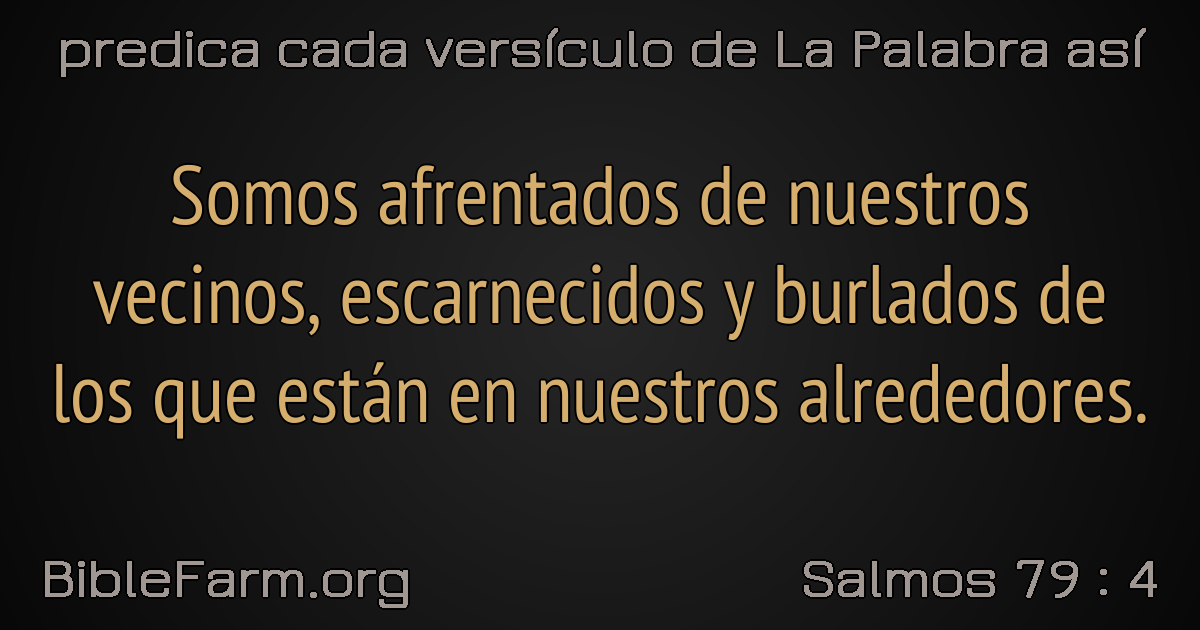 predica cada versículo de La Palabra así
Somos afrentados de nuestros
vecinos, escarnecidos y burlados de
los que están en nuestros alrededores.
BibleFarm.org
Salmos 79 : 4